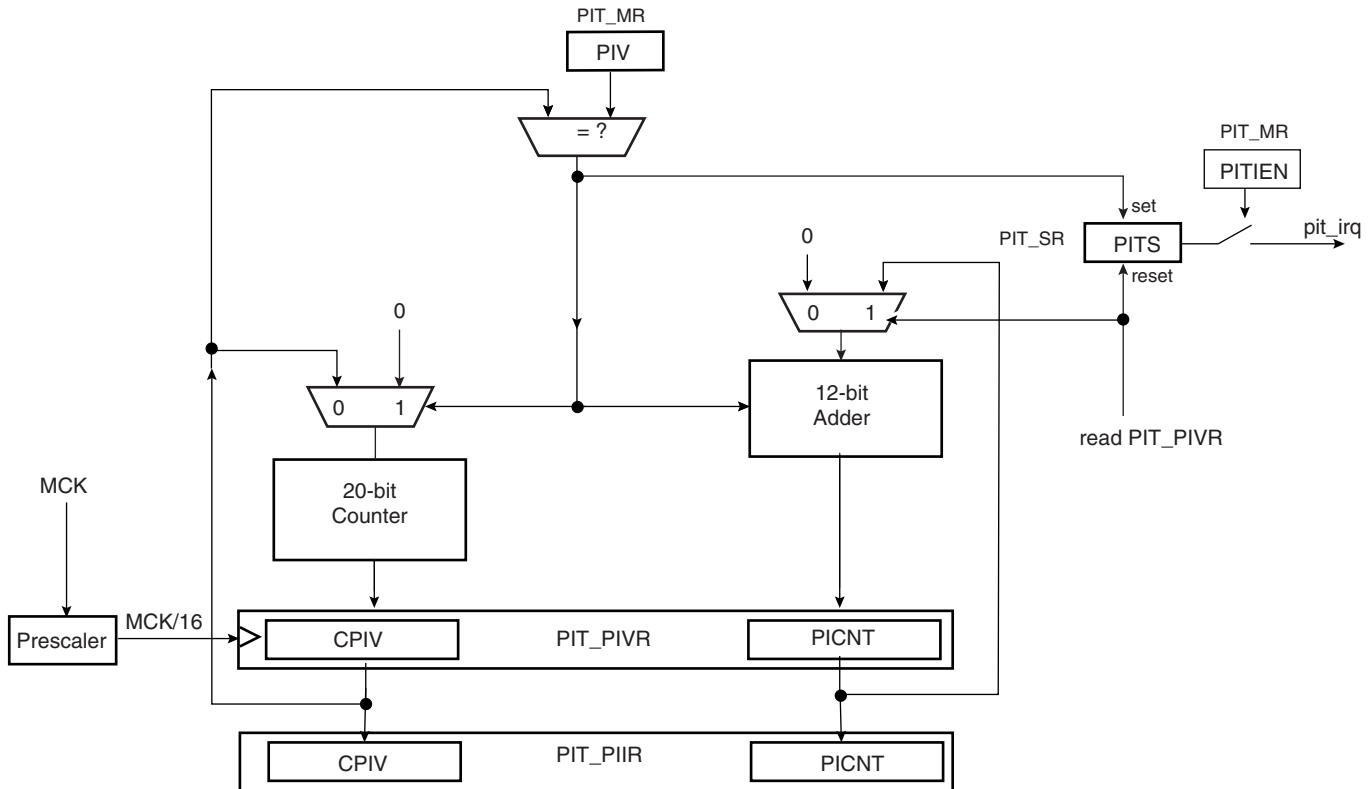 PIT_MR
PIV
= ?
PIT_MR
PITIEN
set
0
PIT_SR
PITS
pit_irq
reset
0
0 1
0 1
12-bit
Adder
read PIT_PIVR
MCK
20-bit
Counter
MCK/16
Prescaler
CPIV
PIT_PIVR
PICNT
CPIV
PIT_PIIR
PICNT